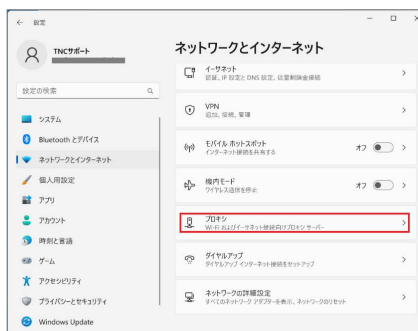 ← 設定
TNCサポート
設定の検索
システム
Bluetooth とデバイス
ネットワークとインターネット
個人用設定
アプリ
アカウント
時刻と言語
ゲーム
アクセシビリティ
プライバシーとセキュリティ
Windows Update
ネットワークとインターネット
イーサネット
認証、IP 設定と DNS 設定、従量制課金接続
VPN
追加、接続、管理
モバイル ホットスポット
インターネット接続を共有する
オフ
機内モード
ワイヤレス通信を停止
オフ
プロキシ
Wi-Fi およびイーサネット接続向けプロキシ サーバー
ダイヤルアップ
ダイヤルアップ インターネット接続をセットアップ
ネットワークの詳細設定
すべてのネットワーク アダプターを表示、ネットワークのリセット